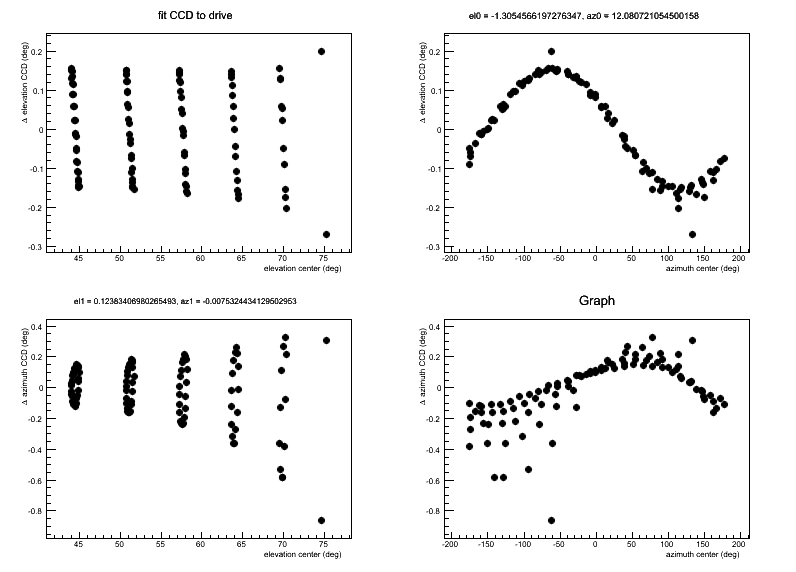 fit CCD to drive
el0 = -1.3054566197276347, az0 = 12.080721054500158
Δ elevation CCD (deg)
0.2
0.1
0
-0.1
-0.2
-0.3
45 50 55 60 65 70 75
elevation center (deg)
Δ elevation CCD (deg)
0.2
0.1
0
-0.1
-0.2
-0.3
-200 -150 -100 -50 0 50 100 150 200
azimuth center (deg)
el1 = 0.12383406980265493, az1 = -0.0075324434129502953
Graph
Δ azimuth CCD (deg)
0.4
0.2
0
-0.2
-0.4
-0.6
-0.8
45 50 55 60 65 70 75
elevation center (deg)
Δ azimuth CCD (deg)
0.4
0.2
0
-0.2
-0.4
-0.6
-0.8
-200 -150 -100 -50 0 50 100 150 200
azimuth center (deg)